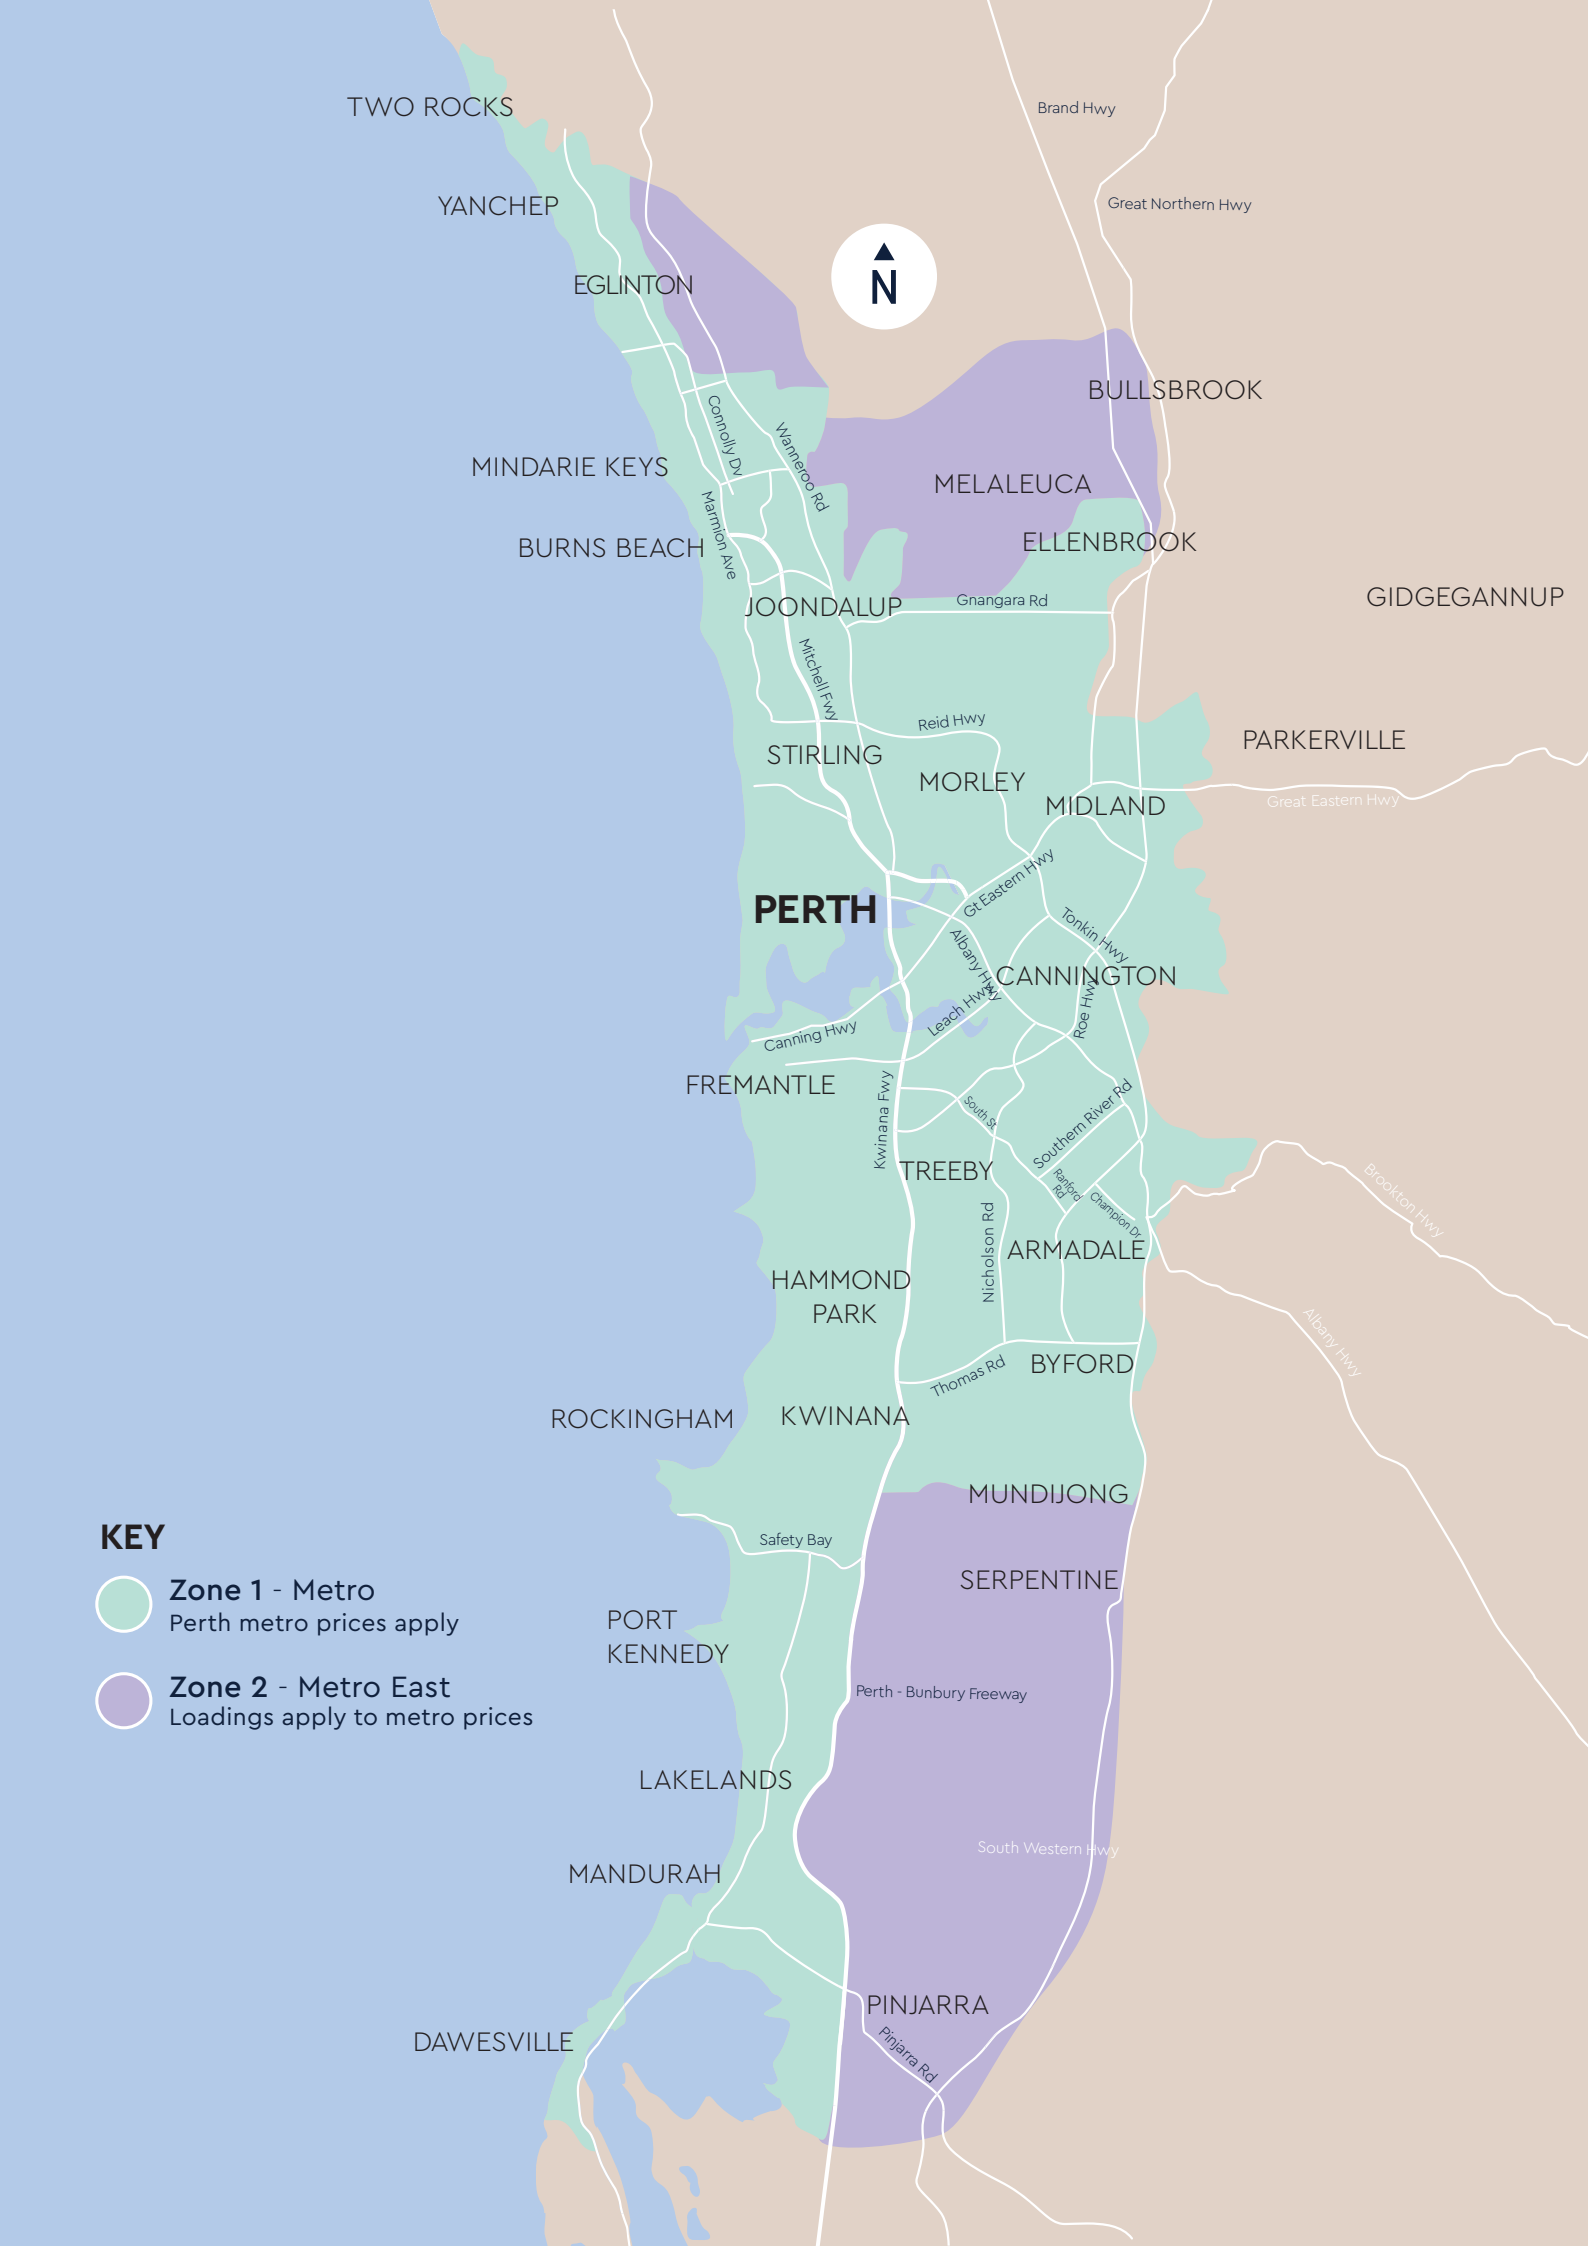 Brand Hwy
TWO ROCKS
Great Northern Hwy
YANCHEP
N
EGLINTON
BULLSBROOK
Connolly Dv
Wanneroo Rd
MINDARIE KEYS
MELALEUCA
Marmion Ave
BURNS BEACH
ELLENBROOK
GIDGEGANNUP
JOONDALUP
Gnangara Rd
Mitchell Fwy
Reid Hwy
STIRLING
PARKERVILLE
MORLEY
MIDLAND
Great Eastern Hwy
PERTH
Gt Eastern Hwy
Tonkin Hwy
Albany Hwy
CANNINGTON
Leach Hwy
Roe Hwy
Canning Hwy
FREMANTLE
Kwinana Fwy
South St
Southern River Rd
TREEBY
Ranford
Rd
Champion Dr
Brookton Hwy
Nicholson Rd
ARMADALE
HAMMOND
PARK
Albany Hwy
Thomas Rd
BYFORD
ROCKINGHAM
KWINANA
MUNDIJONG
KEY
Safety Bay
Zone 1 - Metro
Perth metro prices apply
SERPENTINE
PORT
KENNEDY
Zone 2 - Metro East
Loadings apply to metro prices
Perth - Bunbury Freeway
LAKELANDS
South Western Hwy
MANDURAH
PINJARRA
Pinjarra Rd
DAWESVILLE